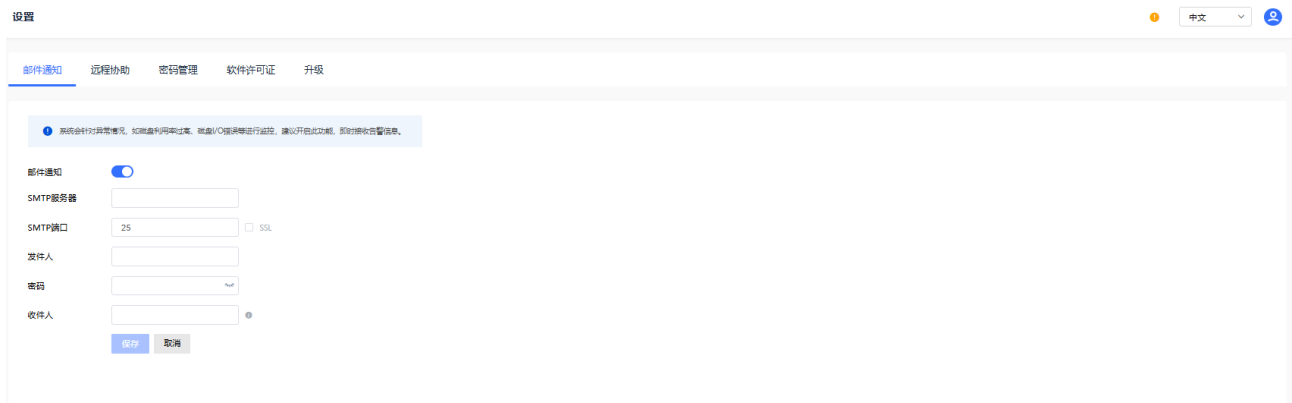 设置
中文
邮件通知 远程协助 密码管理 软件许可证 升级
系统会针对异常情况，如磁盘利用率过高、磁盘I/O错误等进行监控，建议开启此功能，即时接收告警信息。
邮件通知
SMTP服务器
SMTP端口 25 SSL
发件人
密码
收件人
保存 取消